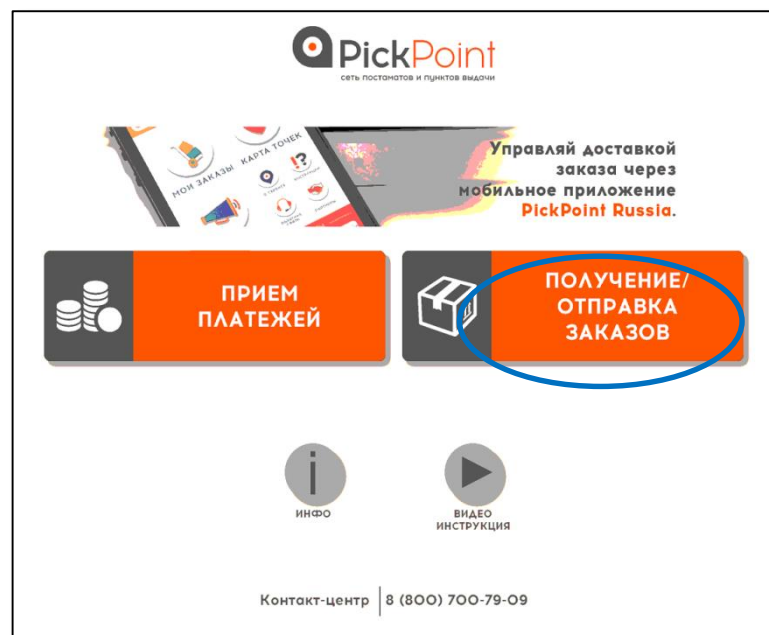 PickPoint
сеть постаматов и пунктов выдачи
МОИ ЗАКАЗЫ
КАРТА ТОЧЕК
Управляй доставкой
заказа через
мобильное приложение
PickPoint Russia.
ПРИЕМ
ПЛАТЕЖЕЙ
ПОЛУЧЕНИЕ/
ОТПРАВКА
ЗАКАЗОВ
ИНФО
ВИДЕО
ИНСТРУКЦИЯ
Контакт-центр 8 (800) 700-79-09